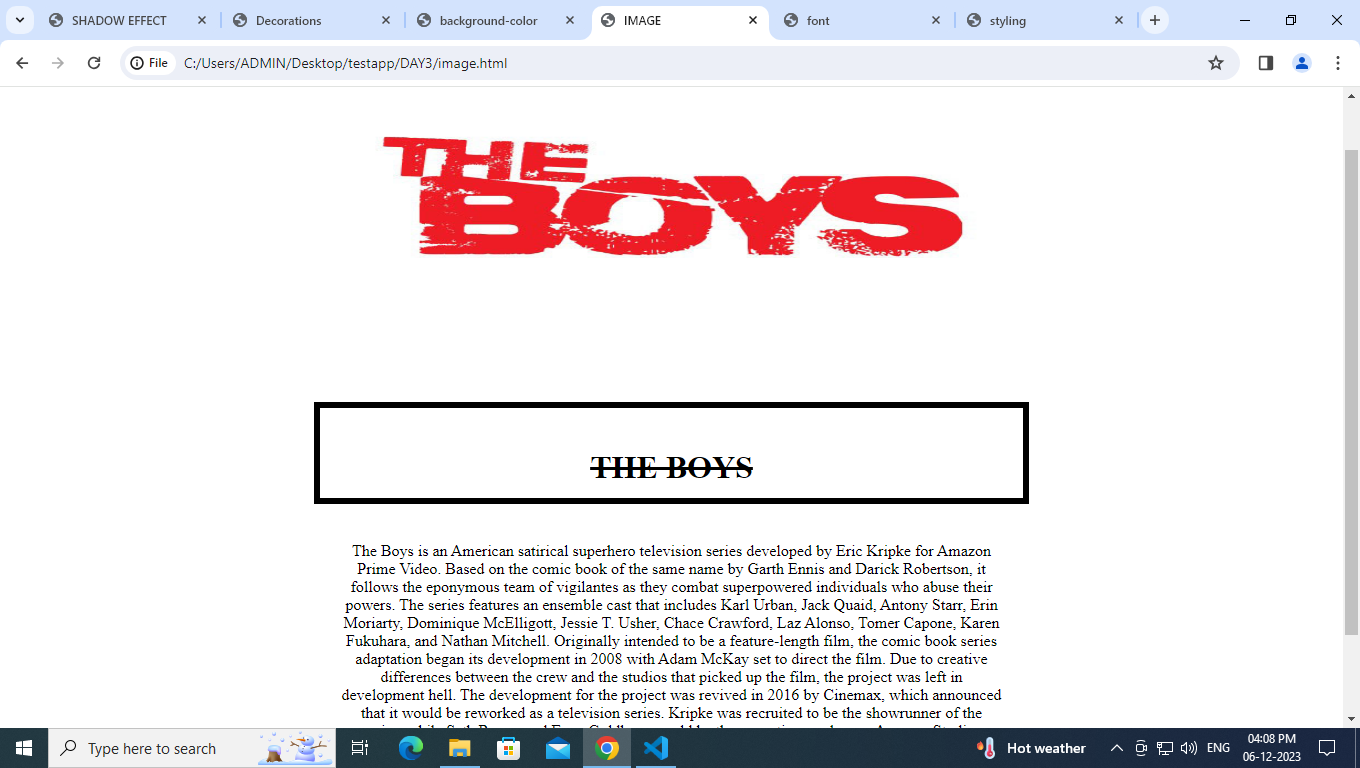 SHADOW EFFECT
Decorations
background-color
IMAGE
font
styling
File
C:/Users/ADMIN/Desktop/testapp/DAY3/image.html
THE
BOYS
THE BOYS
The Boys is an American satirical superhero television series developed by Eric Kripke for Amazon
Prime Video. Based on the comic book of the same name by Garth Ennis and Darick Robertson, it
follows the eponymous team of vigilantes as they combat superpowered individuals who abuse their
powers. The series features an ensemble cast that includes Karl Urban, Jack Quaid, Antony Starr, Erin
Moriarty, Dominique McElligott, Jessie T. Usher, Chace Crawford, Laz Alonso, Tomer Capone, Karen
Fukuhara, and Nathan Mitchell. Originally intended to be a feature-length film, the comic book series
adaptation began its development in 2008 with Adam McKay set to direct the film. Due to creative
differences between the crew and the studios that picked up the film, the project was left in
development hell. The development for the project was revived in 2016 by Cinemax, which announced
that it would be reworked as a television series. Kripke was recruited to be the showrunner of the
Type here to search
Hot weather
ENG
04:08 PM
06-12-2023